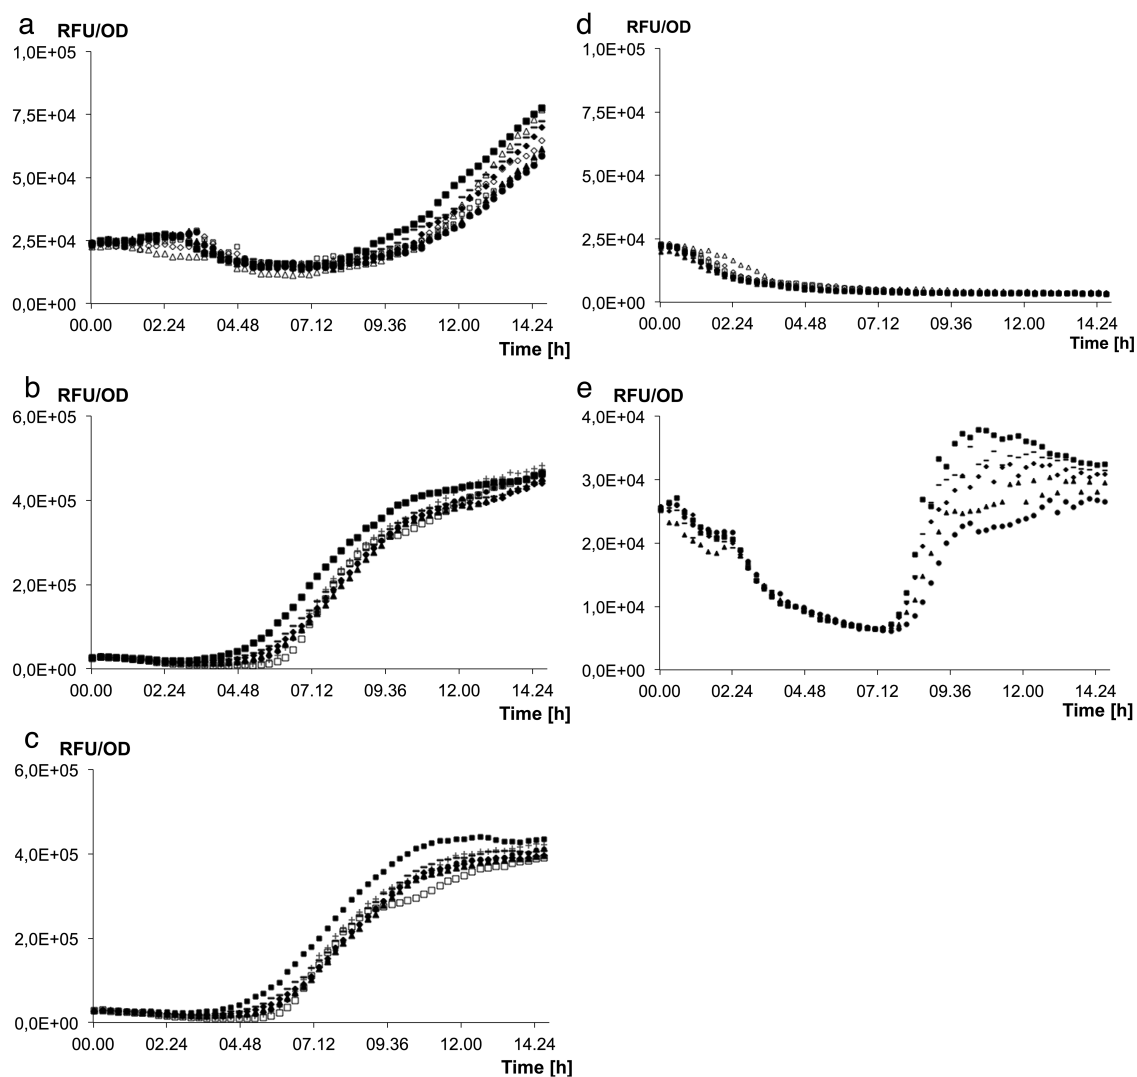 a RFU/OD
1,0E+05
7,5E+04
5,0E+04
2,5E+04
0,0E+00
00.00 02.24 04.48 07.12 09.36 12.00 14.24
Time [h]
b RFU/OD
6,0E+05
4,0E+05
2,0E+05
0,0E+00
00.00 02.24 04.48 07.12 09.36 12.00 14.24
Time [h]
c RFU/OD
6,0E+05
4,0E+05
2,0E+05
0,0E+00
00.00 02.24 04.48 07.12 09.36 12.00 14.24
Time [h]
d RFU/OD
1,0E+05
7,5E+04
5,0E+04
2,5E+04
0,0E+00
00.00 02.24 04.48 07.12 09.36 12.00 14.24
Time [h]
e RFU/OD
4,0E+04
3,0E+04
2,0E+04
1,0E+04
0,0E+00
00.00 02.24 04.48 07.12 09.36 12.00 14.24
Time [h]